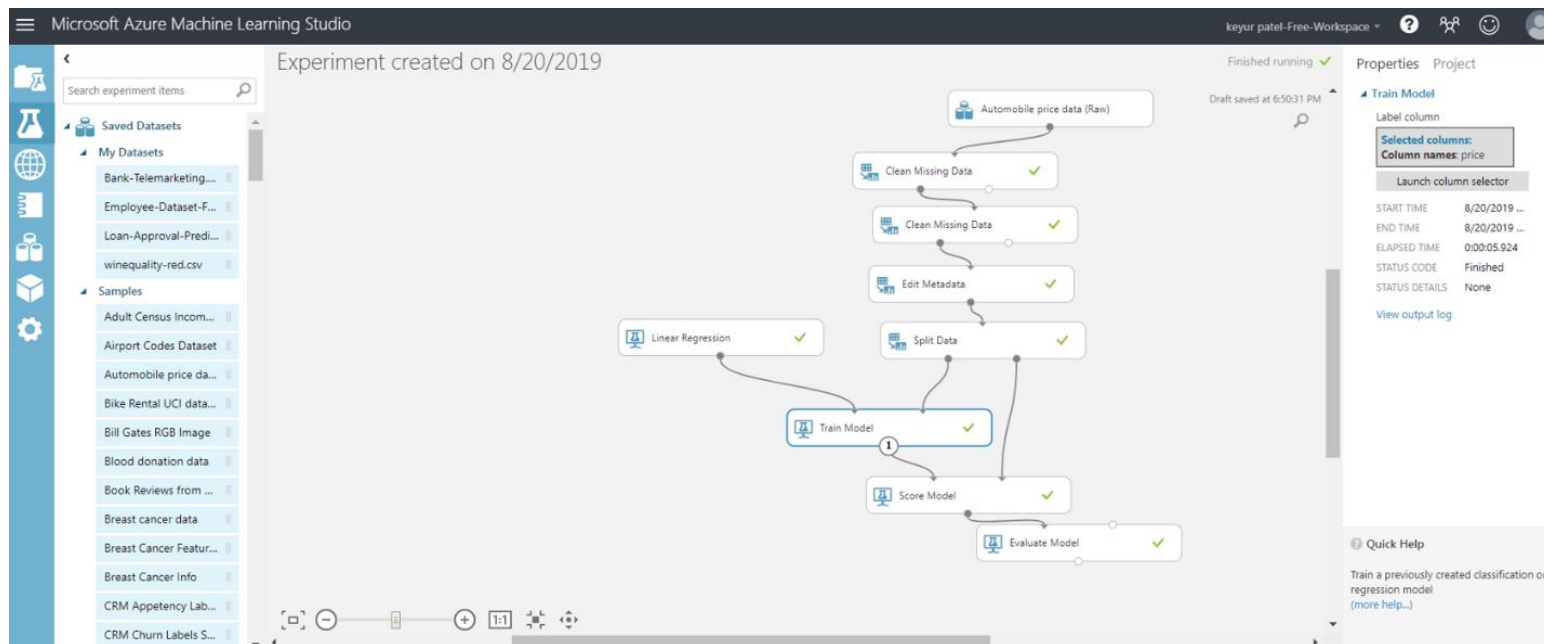 Microsoft Azure Machine Learning Studio
keyur patel-Free-Workspace
?
Search experiment items
Saved Datasets
My Datasets
Bank-Telemarketing....
Employee-Dataset-F...
Loan-Approval-Predi...
winequality-red.csv
Samples
Adult Census Incom...
Airport Codes Dataset
Automobile price da...
Bike Rental UCI data...
Bill Gates RGB Image
Blood donation data
Book Reviews from ...
Breast cancer data
Breast Cancer Featur...
Breast Cancer Info
CRM Appetency Lab...
CRM Churn Labels S...
Experiment created on 8/20/2019
Finished running
Draft saved at 6:50:31 PM
Automobile price data (Raw)
Clean Missing Data
Clean Missing Data
Edit Metadata
Linear Regression
Split Data
Train Model
1
Score Model
Evaluate Model
1:1
Properties Project
Train Model
Label column
Selected columns:
Column names: price
Launch column selector
START TIME 8/20/2019 ...
END TIME 8/20/2019 ...
ELAPSED TIME 0:00:05.924
STATUS CODE Finished
STATUS DETAILS None
View output log
Quick Help
Train a previously created classification or
regression model
(more help...)